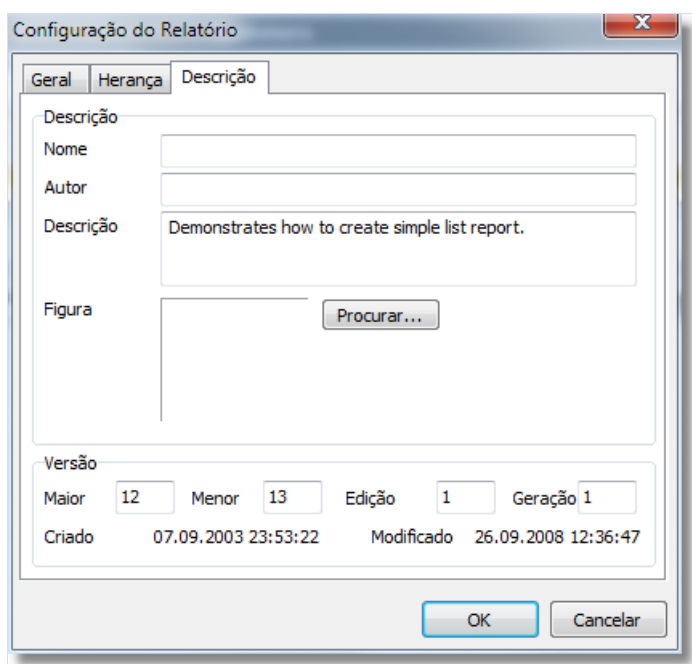 Configuração do Relatório
Geral Herança Descrição
Descrição
Nome
Autor
Descrição Demonstrates how to create simple list report.
Figura Procurar...
Versão
Maior 12 Menor 13 Edição 1 Geração 1
Criado 07.09.2003 23:53:22 Modificado 26.09.2008 12:36:47
OK Cancelar